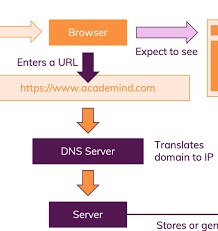 Browser
Expect to see
Enters a URL
https://www.academind.com
DNS Server
Translates
domain to IP
Server
Stores or gen